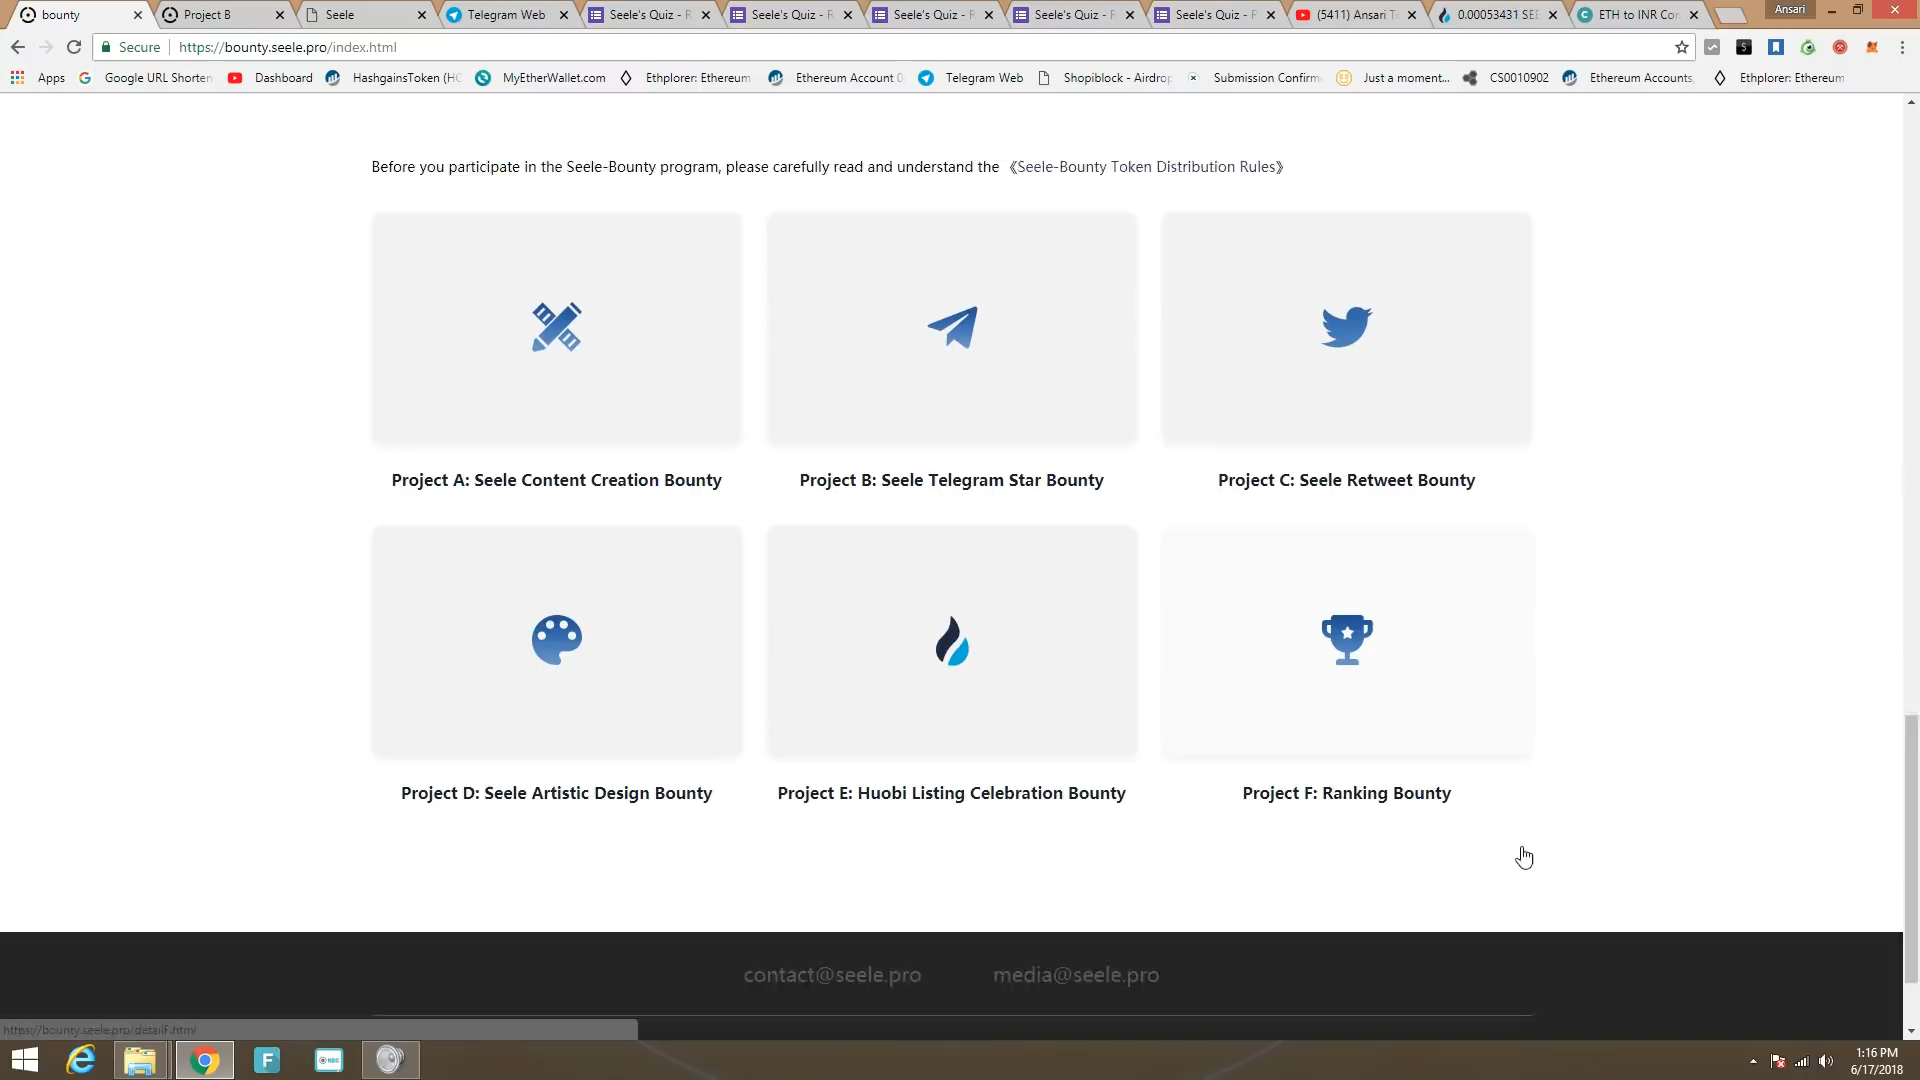 bounty
Project B
Seele
Telegram Web
Seele's Quiz - R
Seele's Quiz - R
Seele's Quiz - R
Seele's Quiz - R
Seele's Quiz - R
(5411) Ansari Te
0.00053431 SEE
ETH to INR Con
Ansari
Secure
https://bounty.seele.pro/index.html
Apps
Google URL Shorten
Dashboard
HashgainsToken (HG
MyEtherWallet.com
Ethplorer: Ethereum
Ethereum Account 0
Telegram Web
Shopiblock - Airdrop
Submission Confirm
Just a moment...
CS0010902
Ethereum Accounts,
Ethplorer: Ethereum
Before you participate in the Seele-Bounty program, please carefully read and understand the 《Seele-Bounty Token Distribution Rules》
Project A: Seele Content Creation Bounty
Project B: Seele Telegram Star Bounty
Project C: Seele Retweet Bounty
Project D: Seele Artistic Design Bounty
Project E: Huobi Listing Celebration Bounty
Project F: Ranking Bounty
contact@seele.pro
media@seele.pro
https://bounty.seele.pro/detailf.html
F
REC
1:16 PM
6/17/2018